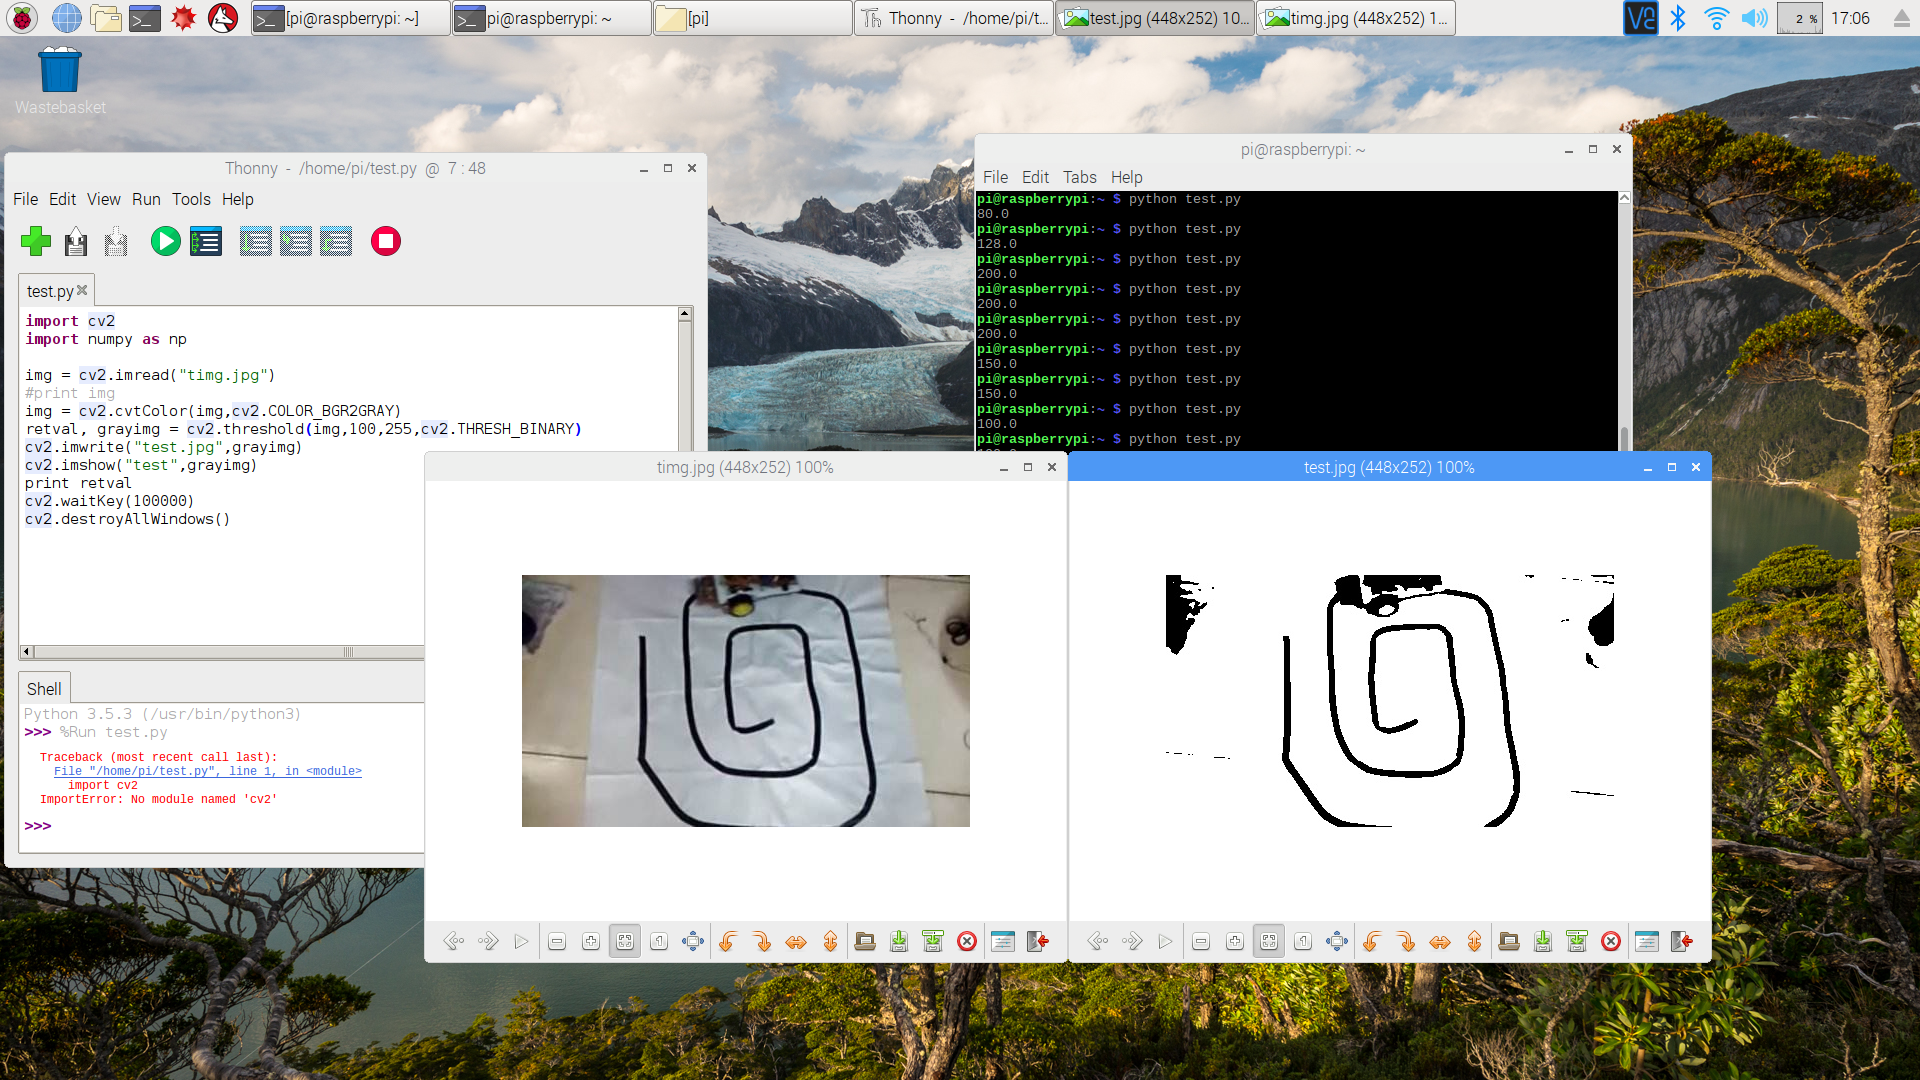 [pi@raspberrypi: ~]
pi@raspberrypi: ~
[pi]
Thonny - /home/pi/t...
test.jpg (448x252) 10...
timg.jpg (448x252) 1...
2 %
17:06
Wastebasket
Thonny - /home/pi/test.py @ 7 : 48
File Edit View Run Tools Help
test.py
import cv2
import numpy as np
img = cv2.imread("timg.jpg")
#print img
img = cv2.cvtColor(img,cv2.COLOR_BGR2GRAY)
retval, grayimg = cv2.threshold(img,100,255,cv2.THRESH_BINARY)
cv2.imwrite("test.jpg",grayimg)
cv2.imshow("test",grayimg)
print retval
cv2.waitKey(100000)
cv2.destroyAllWindows()
Shell
Python 3.5.3 (/usr/bin/python3)
>>> %Run test.py
Traceback (most recent call last):
File "/home/pi/test.py", line 1, in <module>
import cv2
ImportError: No module named 'cv2'
>>>
pi@raspberrypi: ~
File Edit Tabs Help
pi@raspberrypi:~ $ python test.py
80.0
pi@raspberrypi:~ $ python test.py
128.0
pi@raspberrypi:~ $ python test.py
200.0
pi@raspberrypi:~ $ python test.py
200.0
pi@raspberrypi:~ $ python test.py
200.0
pi@raspberrypi:~ $ python test.py
150.0
pi@raspberrypi:~ $ python test.py
150.0
pi@raspberrypi:~ $ python test.py
100.0
pi@raspberrypi:~ $ python test.py
timg.jpg (448x252) 100%
test.jpg (448x252) 100%